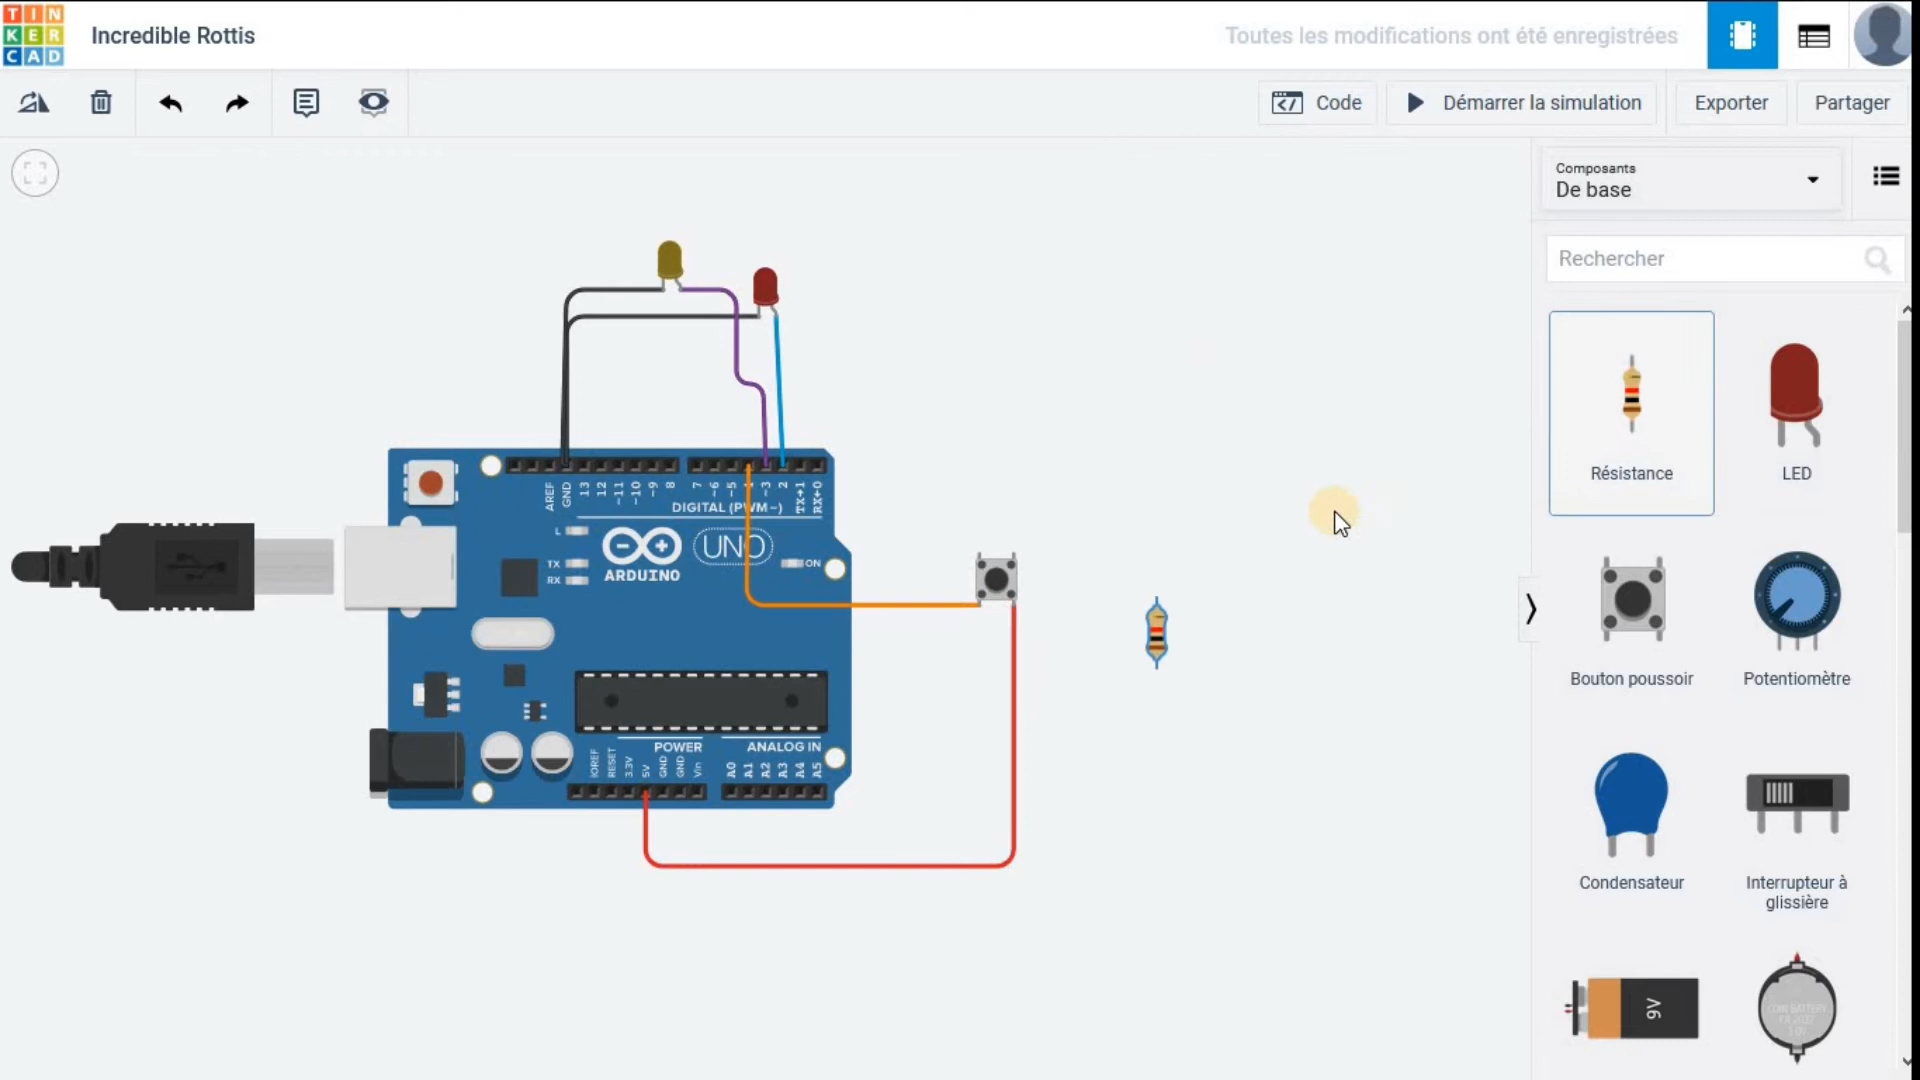 TIN
KER
CAD
Incredible Rottis
Toutes les modifications ont été enregistrées
Code
Démarrer la simulation
Exporter
Partager
Composants
De base
Rechercher
Résistance
LED
Bouton poussoir
Potentiomètre
Condensateur
Interrupteur à
glissière
9V
AREF
GND
13
12
~11
~10
~9
8
7
~6
~5
~3
2
TX→1
RX←0
DIGITAL (PWM~)
L
TX
RX
ARDUINO
UNO
ON
POWER
ANALOG IN
IOREF
RESET
3.3V
5V
GND
GND
Vin
A0
A1
A2
A3
A4
A5